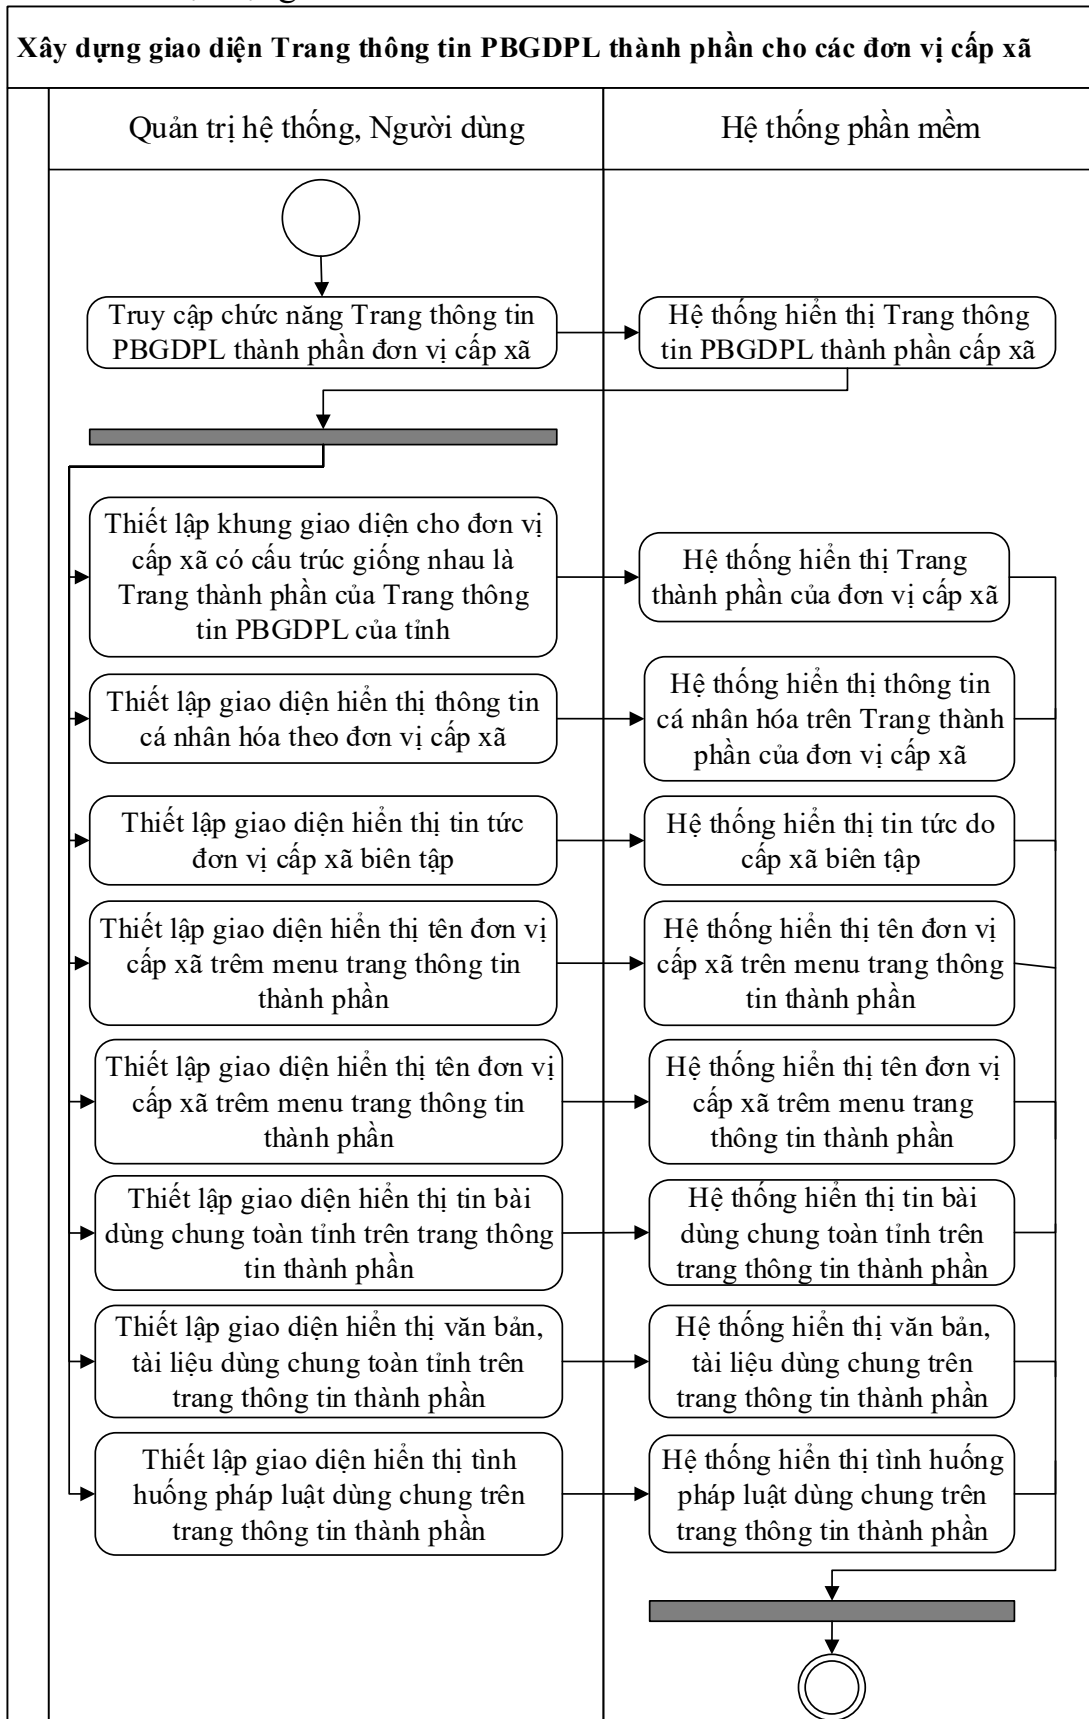 Xây dựng giao diện Trang thông tin PBGDPL thành phần cho các đơn vị cấp xã
Quản trị hệ thống, Người dùng
Hệ thống phần mềm
Truy cập chức năng Trang thông tin
PBGDPL thành phần đơn vị cấp xã
Hệ thống hiển thị Trang thông
tin PBGDPL thành phần cấp xã
Thiết lập khung giao diện cho đơn vị
cấp xã có cấu trúc giống nhau là
Trang thành phần của Trang thông
tin PBGDPL của tỉnh
Hệ thống hiển thị Trang
thành phần của đơn vị cấp xã
Thiết lập giao diện hiển thị thông tin
cá nhân hóa theo đơn vị cấp xã
Hệ thống hiển thị thông tin
cá nhân hóa trên Trang thành
phần của đơn vị cấp xã
Thiết lập giao diện hiển thị tin tức
đơn vị cấp xã biên tập
Hệ thống hiển thị tin tức do
cấp xã biên tập
Thiết lập giao diện hiển thị tên đơn vị
cấp xã trêm menu trang thông tin
thành phần
Hệ thống hiển thị tên đơn vị
cấp xã trên menu trang thông
tin thành phần
Thiết lập giao diện hiển thị tên đơn vị
cấp xã trêm menu trang thông tin
thành phần
Hệ thống hiển thị tên đơn vị
cấp xã trêm menu trang
thông tin thành phần
Thiết lập giao diện hiển thị tin bài
dùng chung toàn tỉnh trên trang thông
tin thành phần
Hệ thống hiển thị tin bài
dùng chung toàn tỉnh trên
trang thông tin thành phần
Thiết lập giao diện hiển thị văn bản,
tài liệu dùng chung toàn tỉnh trên
trang thông tin thành phần
Hệ thống hiển thị văn bản,
tài liệu dùng chung trên
trang thông tin thành phần
Thiết lập giao diện hiển thị tình
huống pháp luật dùng chung trên
trang thông tin thành phần
Hệ thống hiển thị tình huống
pháp luật dùng chung trên
trang thông tin thành phần